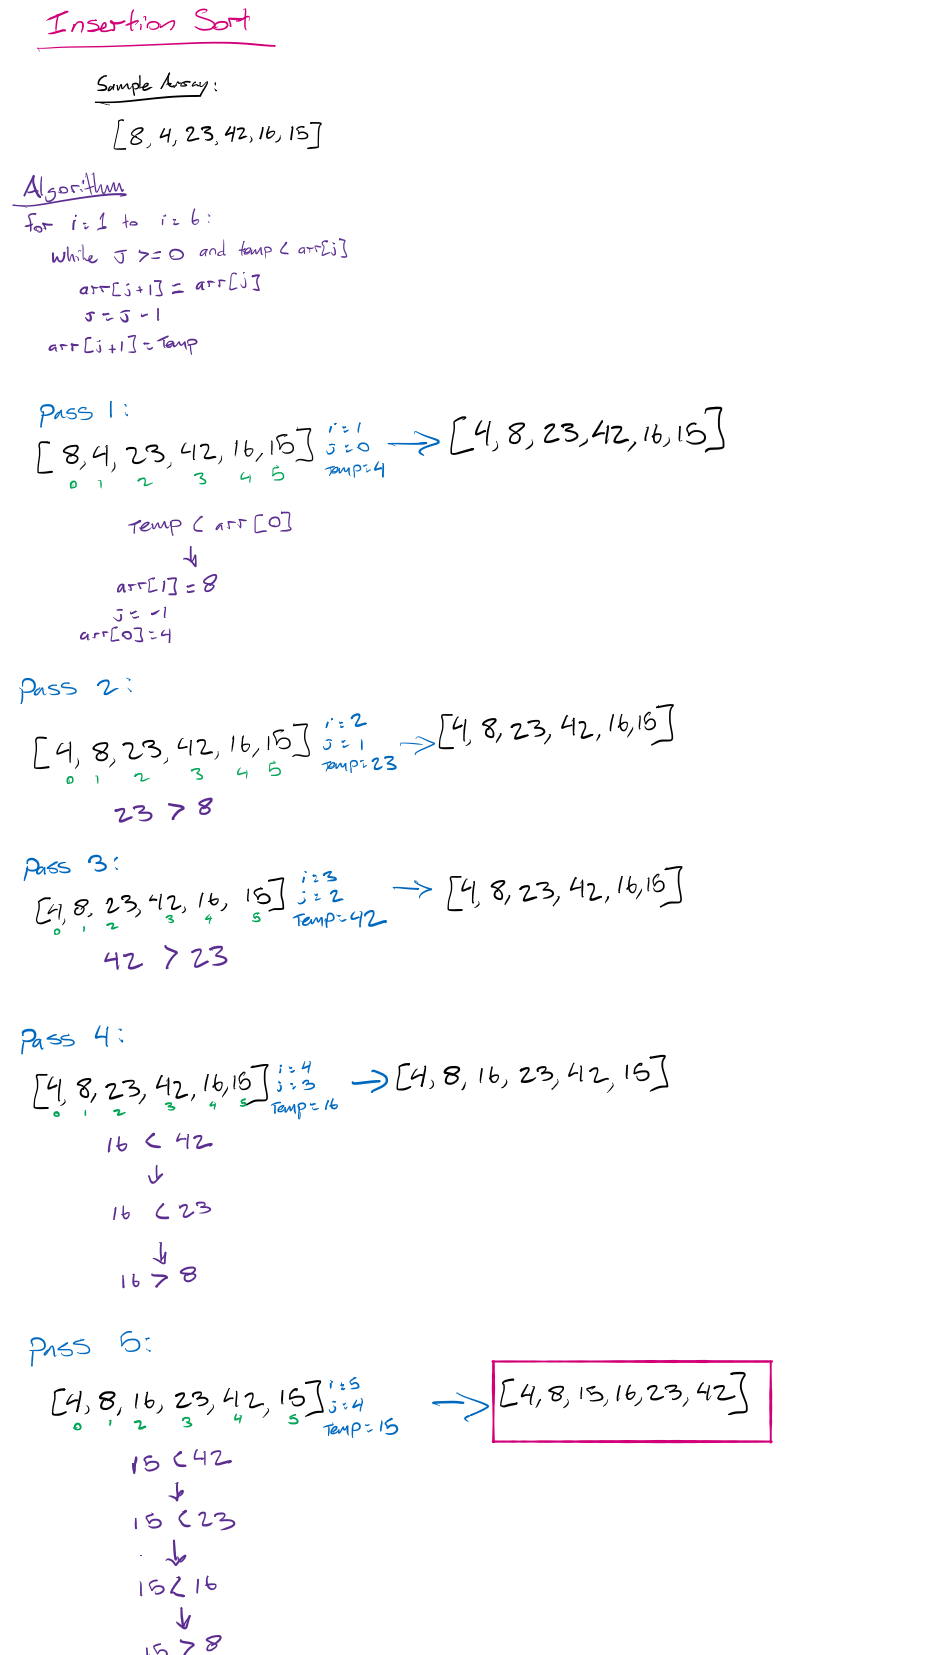 Insertion Sort
Sample Array:
[8, 4, 23, 42, 16, 15]
Algorithm
for i=1 to i=6:
while J >= 0 and temp < arr[j]
arr[j+1] = arr[j]
J = J - 1
arr[j+1] = Temp
Pass 1:
[8, 4, 23, 42, 16, 15] i=1 → [4, 8, 23, 42, 16, 15]
j=0
Temp=4
0 1 2 3 4 5
Temp < arr[0]
↓
arr[1] = 8
j = -1
arr[0] = 4
Pass 2:
[4, 8, 23, 42, 16, 15] i=2 → [4, 8, 23, 42, 16, 15]
j=1
Temp=23
0 1 2 3 4 5
23 > 8
Pass 3:
[4, 8, 23, 42, 16, 15] i=3 → [4, 8, 23, 42, 16, 15]
j=2
Temp=42
0 1 2 3 4 5
42 > 23
Pass 4:
[4, 8, 23, 42, 16, 15] i=4 → [4, 8, 16, 23, 42, 15]
j=3
Temp=16
0 1 2 3 4 5
16 < 42
↓
16 < 23
↓
16 > 8
Pass 5:
[4, 8, 16, 23, 42, 15] i=5 → [4, 8, 15, 16, 23, 42]
j=4
Temp=15
0 1 2 3 4 5
15 < 42
↓
15 < 23
↓
15 < 16
↓
15 > 8